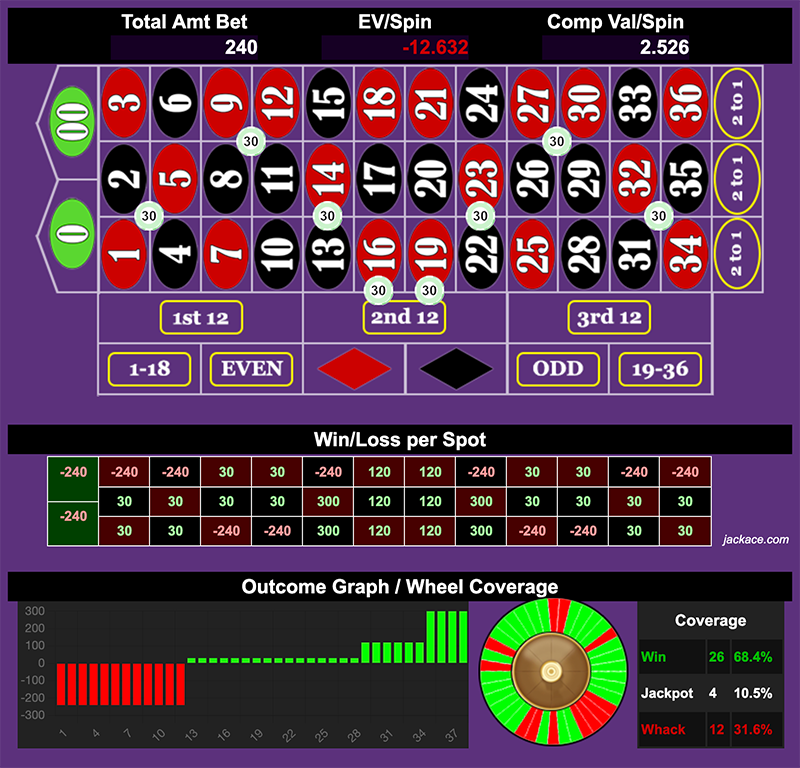 Total Amt Bet EV/Spin Comp Val/Spin
240 -12.632 2.526
00 3 6 9 12 15 18 21 24 27 30 33 36 2 to 1
30 30
2 5 8 11 14 17 20 23 26 29 32 35 2 to 1
30 30 30 30
0 1 4 7 10 13 16 19 22 25 28 31 34 2 to 1
30 30
1st 12 2nd 12 3rd 12
1-18 EVEN ODD 19-36
Win/Loss per Spot
-240 -240 -240 30 30 -240 120 120 -240 30 30 -240 -240
30 30 30 30 300 120 120 300 30 30 30 30
-240 30 30 -240 -240 300 120 120 300 -240 -240 30 30
jackace.com
Outcome Graph / Wheel Coverage
300
200
100
0
-100
-200
-300
1 4 7 10 13 16 19 22 25 28 31 34 37
Coverage
Win 26 68.4%
Jackpot 4 10.5%
Whack 12 31.6%